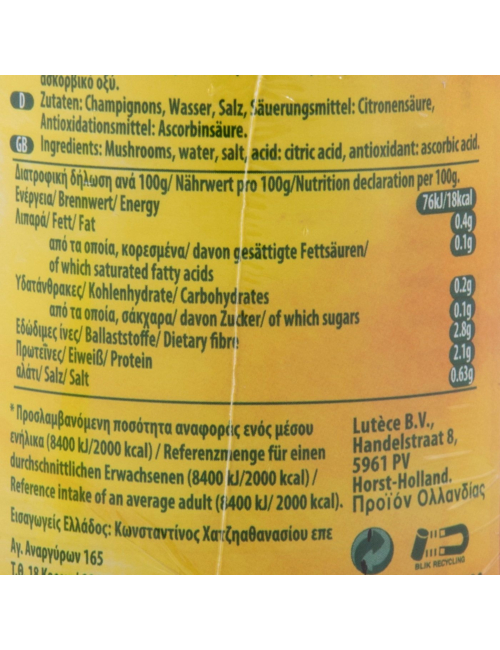 ασκορβικό οξύ.
D Zutaten: Champignons, Wasser, Salz, Säuerungsmittel: Citronensäure,
Antioxidationsmittel: Ascorbinsäure.
GB Ingredients: Mushrooms, water, salt, acid: citric acid, antioxidant: ascorbic acid.
Διατροφική δήλωση ανά 100g/ Nährwert pro 100g/Nutrition declaration per 100g.
Ενέργεια/ Brennwert/ Energy 76kJ/18kcal
Λιπαρά/ Fett/ Fat 0.4g
από τα οποία, κορεσμένα/ davon gesättigte Fettsäuren/ 0.1g
of which saturated fatty acids
Υδατάνθρακες/ Kohlenhydrate/ Carbohydrates 0.2g
από τα οποία, σάκχαρα/ davon Zucker/ of which sugars 0.1g
Εδώδιμες ίνες/ Ballaststoffe/ Dietary fibre 2.8g
Πρωτεΐνες/ Eiweiß/ Protein 2.1g
αλάτι/ Salz/ Salt 0.63g
* Προσλαμβανόμενη ποσότητα αναφοράς ενός μέσου
ενήλικα (8400 kJ/2000 kcal) / Referenzmenge für einen
durchschnittlichen Erwachsenen (8400 kJ/2000 kcal) /
Reference intake of an average adult (8400 kJ/ 2000 kcal).
Εισαγωγείς Ελλάδος: Κωνσταντίνος Χατζηαθανασίου επε
Αγ. Αναργύρων 165
Τ.Θ. 18
Lutèce B.V.,
Handelstraat 8,
5961 PV
Horst-Holland.
Προϊόν Ολλανδίας
BLIK RECYCLING